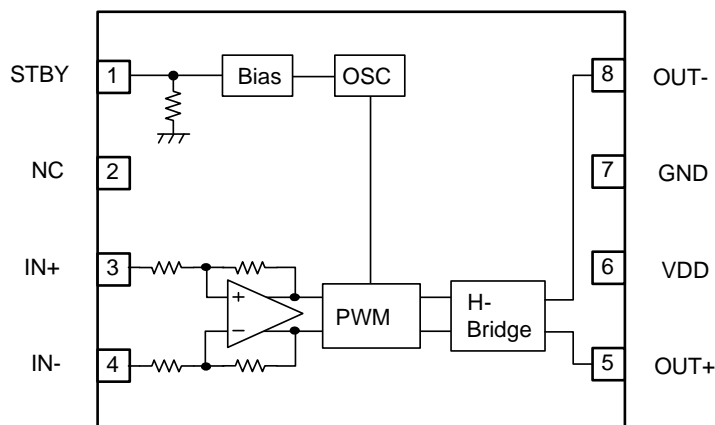 STBY 1 Bias OSC 8 OUT-
NC 2 7 GND
IN+ 3 6 VDD
+
PWM
H-
Bridge
−
IN- 4 5 OUT+